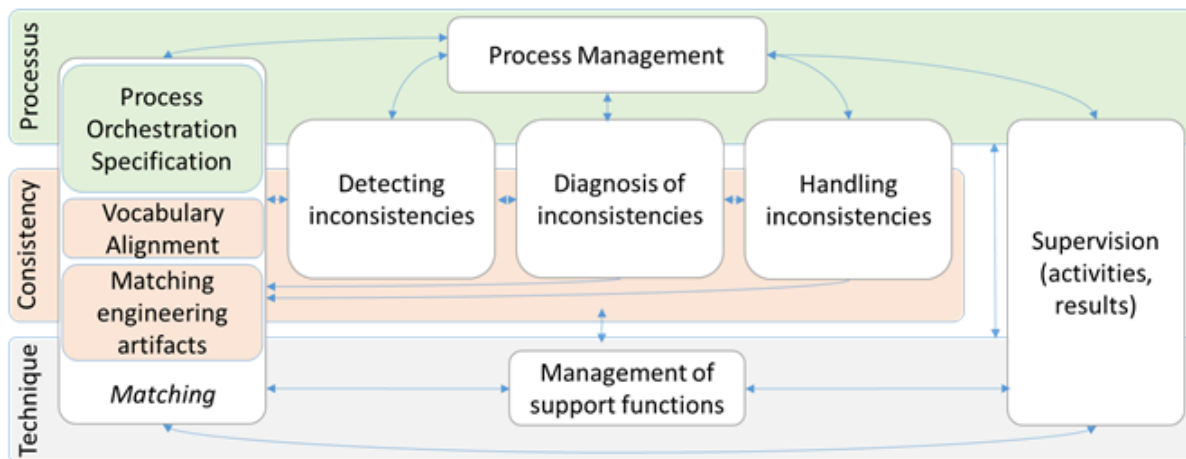 Processus
Process Management
Process
Orchestration
Specification
Detecting
inconsistencies
Diagnosis of
inconsistencies
Handling
inconsistencies
Consistency
Vocabulary
Alignment
Matching
engineering
artifacts
Supervision
(activities,
results)
Technique
Matching
Management of
support functions